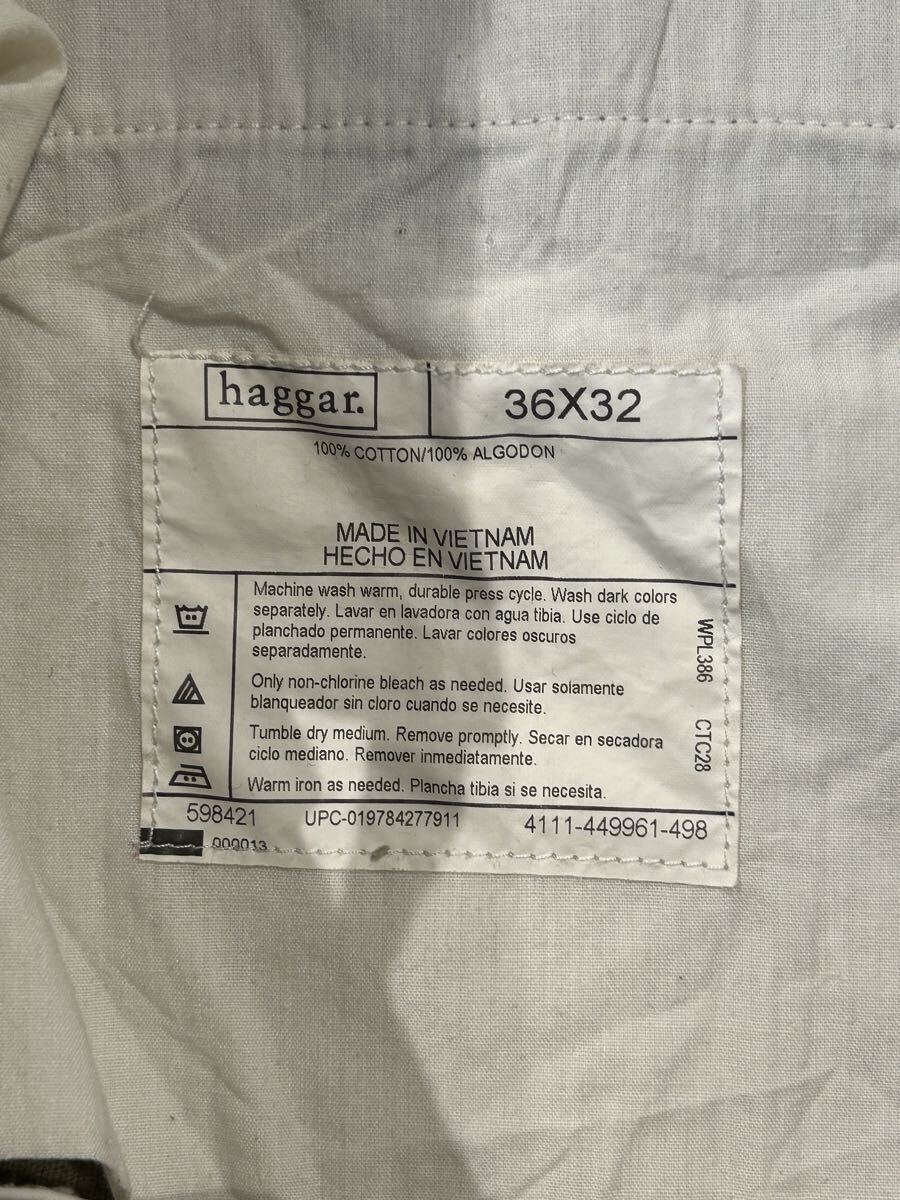 haggar.
36X32
100% COTTON/100% ALGODON
MADE IN VIETNAM
HECHO EN VIETNAM
Machine wash warm, durable press cycle. Wash dark colors
separately. Lavar en lavadora con agua tibia. Use ciclo de
planchado permanente. Lavar colores oscuros
separadamente.
Only non-chlorine bleach as needed. Usar solamente
blanqueador sin cloro cuando se necesite.
Tumble dry medium. Remove promptly. Secar en secadora
ciclo mediano. Remover inmediatamente.
Warm iron as needed. Plancha tibia si se necesita.
WPL386 CTC28
598421 UPC-019784277911 4111-449961-498
000013